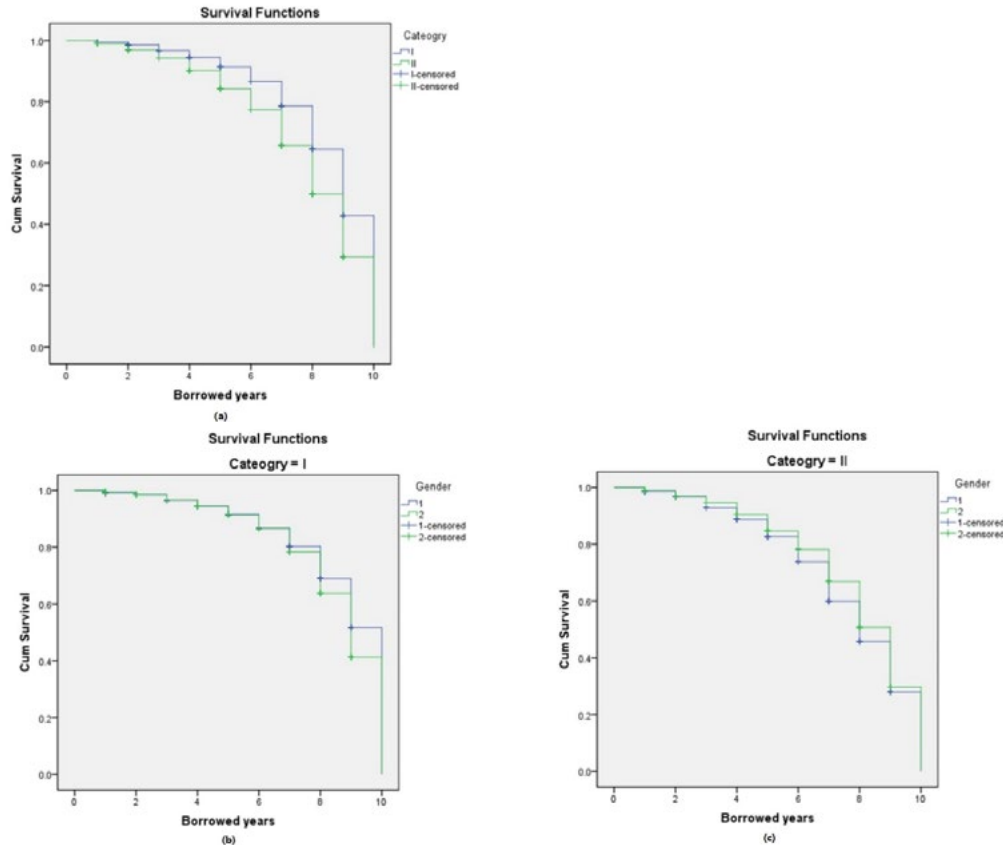 Survival Functions
Cateogry
I
II
I-censored
II-censored
1.0
0.8
0.6
0.4
0.2
0.0
Cum Survival
0 2 4 6 8 10
Borrowed years
(a)
Survival Functions
Cateogry = I
Gender
1
2
1-censored
2-censored
1.0
0.8
0.6
0.4
0.2
0.0
Cum Survival
0 2 4 6 8 10
Borrowed years
(b)
Survival Functions
Cateogry = II
Gender
1
2
1-censored
2-censored
1.0
0.8
0.6
0.4
0.2
0.0
Cum Survival
0 2 4 6 8 10
Borrowed years
(c)